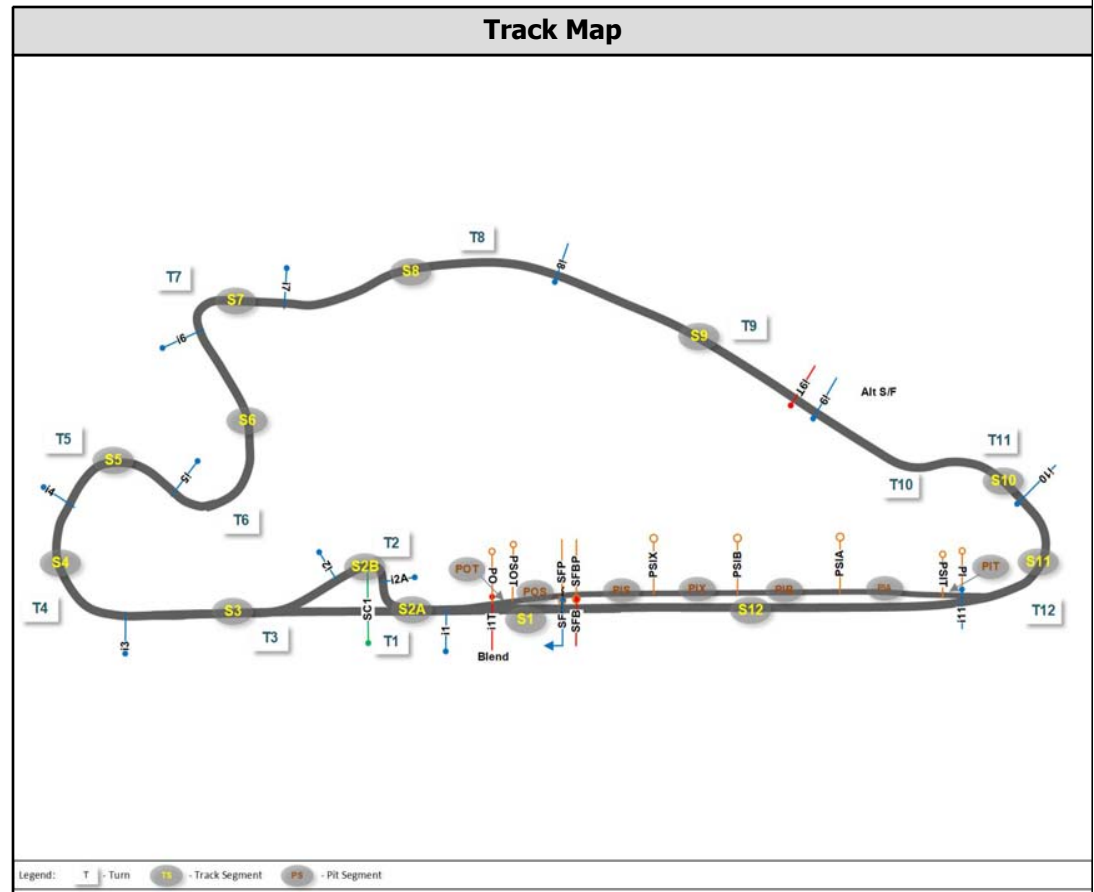 Track Map
T8
i8
S8
T7
i7
S7
i6
S9
T9
i9T
i9
Alt S/F
S6
T5
S5
i5
i4
T6
T11
S10
i10
T10
S4
T4
T2
i2
S2B
i2A
SC1
S3
T3
i3
S2A
T1
i1
POT
PO
PSOT
i1T
Blend
POS
SFP
SFBP
S1
PIS
PSIX
PIX
PSIB
PIB
PSIA
PIA
S12
PSIT
PI
PIT
i11
S11
T12
Legend: T - Turn TS - Track Segment PS - Pit Segment